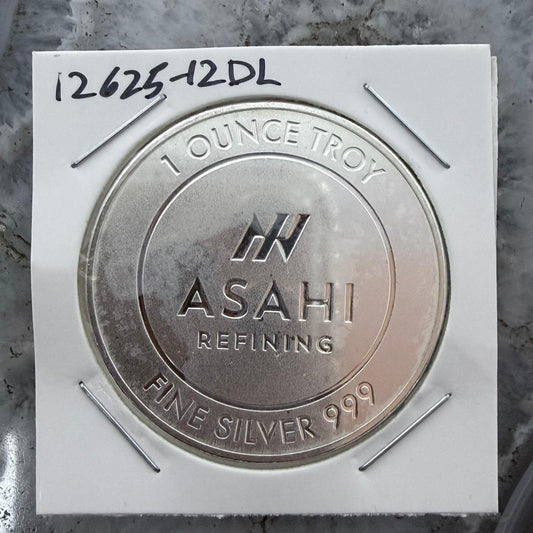 12625-12DL
1 OUNCE TROY
ASAHI
REFINING
FINE SILVER 999